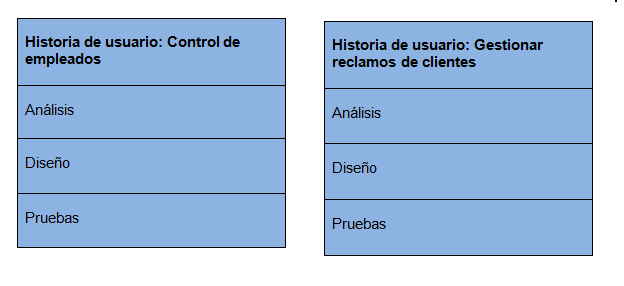 Historia de usuario: Control de
empleados
Análisis
Diseño
Pruebas
Historia de usuario: Gestionar
reclamos de clientes
Análisis
Diseño
Pruebas